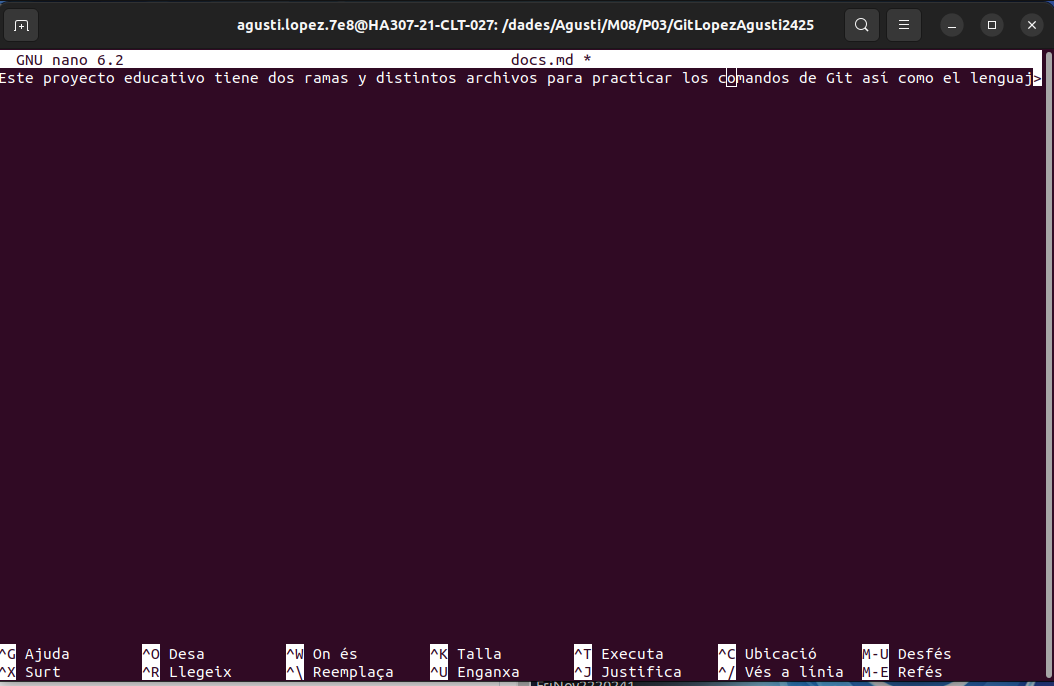 agusti.lopez.7e8@HA307-21-CLT-027: /dades/Agusti/M08/P03/GitLopezAgusti2425
GNU nano 6.2 docs.md *
Este proyecto educativo tiene dos ramas y distintos archivos para practicar los comandos de Git así como el lenguaj>
^G Ajuda ^O Desa ^W On és ^K Talla ^T Executa ^C Ubicació M-U Desfés
^X Surt ^R Llegeix ^\ Reemplaça ^U Enganxa ^J Justifica ^/ Vés a línia M-E Refés